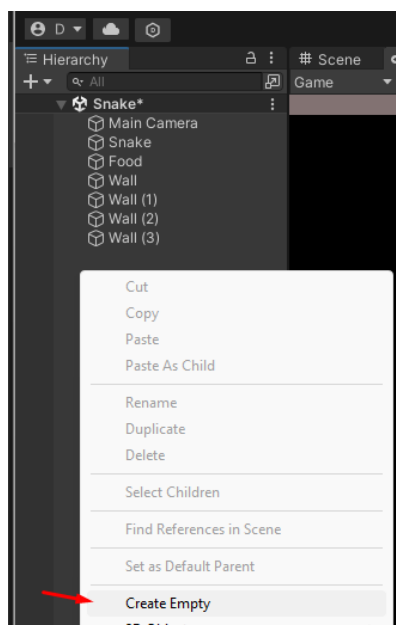 D
Hierarchy
# Scene
All
Game
Snake*
Main Camera
Snake
Food
Wall
Wall (1)
Wall (2)
Wall (3)
Cut
Copy
Paste
Paste As Child
Rename
Duplicate
Delete
Select Children
Find References in Scene
Set as Default Parent
Create Empty